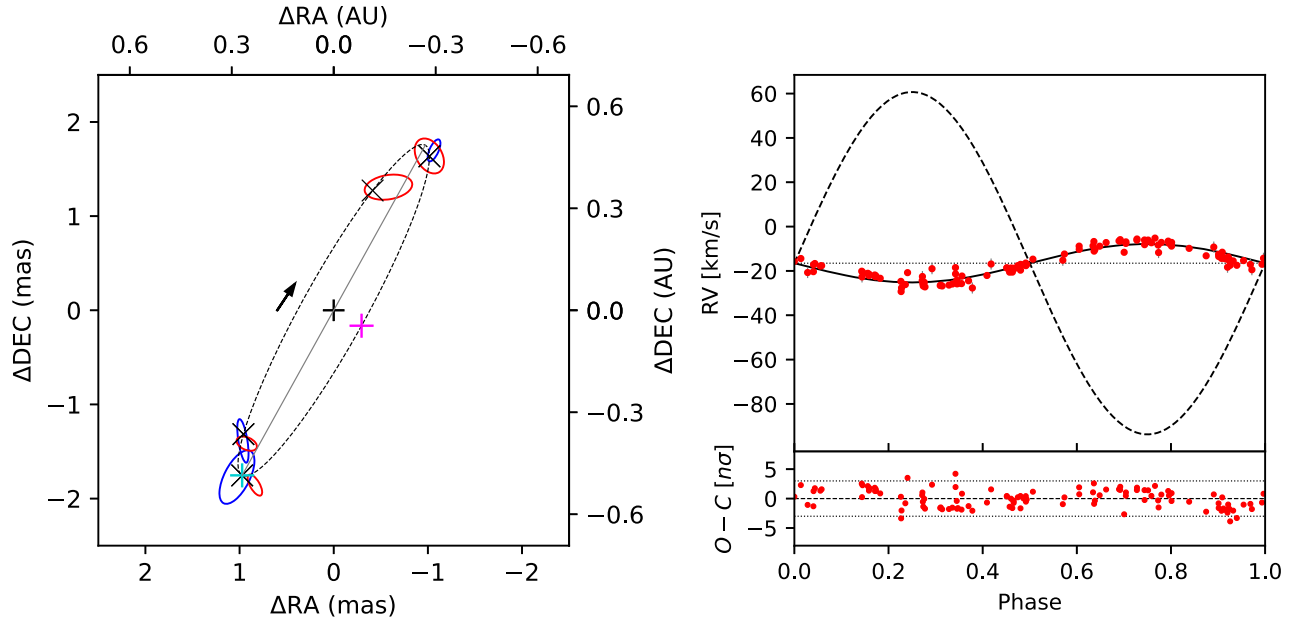 ΔRA (AU)
0.6 0.3 0.0 0.0 −0.3 −0.6
2
1
0
−1
−2
ΔDEC (mas)
0.6
0.3
0.0
−0.3
−0.6
ΔDEC (AU)
2 1 0 −1 −2
ΔRA (mas)
60
40
20
0
−20
−40
−60
−80
RV [km/s]
5
0
−5
O − C [nσ]
0.0 0.2 0.4 0.6 0.8 1.0
Phase